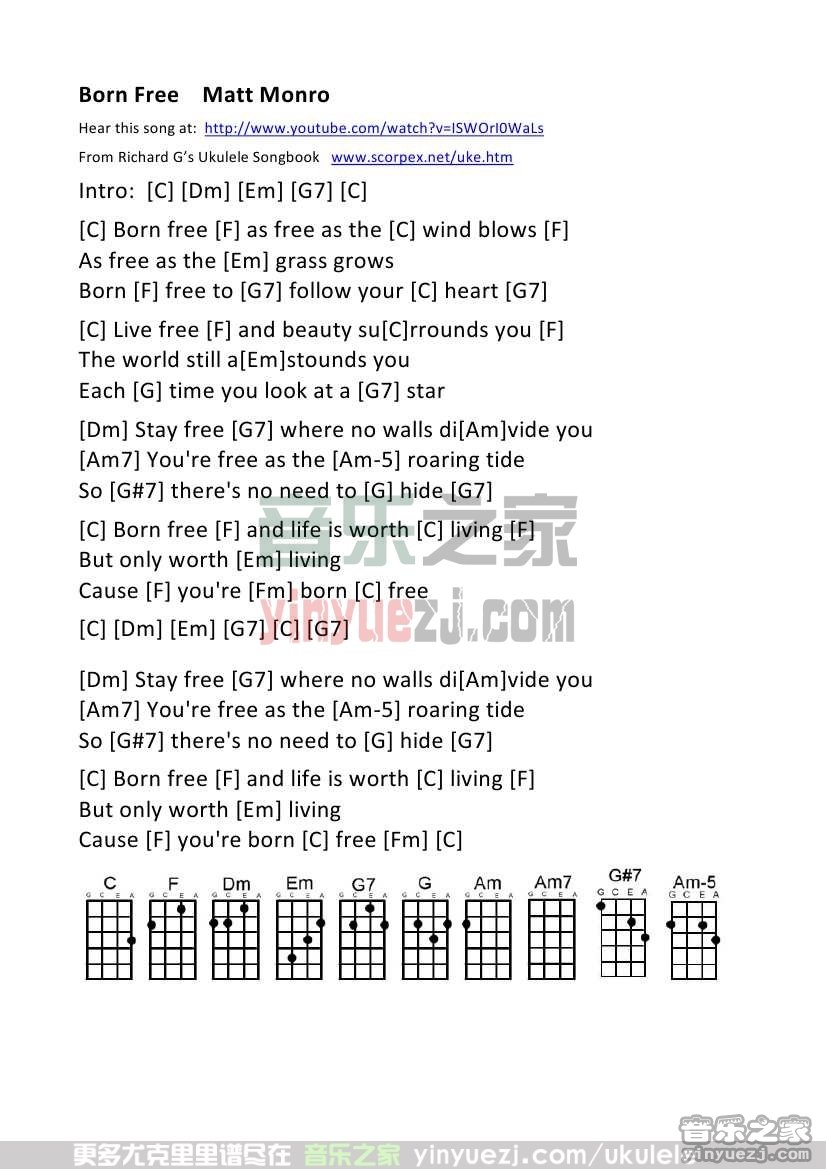 Born Free Matt Monro
Hear this song at: http://www.youtube.com/watch?v=ISWOrI0WaLs
From Richard G's Ukulele Songbook www.scorpex.net/uke.htm
Intro: [C] [Dm] [Em] [G7] [C]
[C] Born free [F] as free as the [C] wind blows [F]
As free as the [Em] grass grows
Born [F] free to [G7] follow your [C] heart [G7]
[C] Live free [F] and beauty su[C]rrounds you [F]
The world still a[Em]stounds you
Each [G] time you look at a [G7] star
[Dm] Stay free [G7] where no walls di[Am]vide you
[Am7] You're free as the [Am-5] roaring tide
So [G#7] there's no need to [G] hide [G7]
[C] Born free [F] and life is worth [C] living [F]
But only worth [Em] living
Cause [F] you're [Fm] born [C] free
[C] [Dm] [Em] [G7] [C] [G7]
音乐之家
yinyuezj.com
[Dm] Stay free [G7] where no walls di[Am]vide you
[Am7] You're free as the [Am-5] roaring tide
So [G#7] there's no need to [G] hide [G7]
[C] Born free [F] and life is worth [C] living [F]
But only worth [Em] living
Cause [F] you're born [C] free [Fm] [C]
C F Dm Em G7 G Am Am7 G#7 Am-5
G C E A G C E A G C E A G C E A G C E A G C E A G C E A G C E A G C E A G C E A
更多尤克里里谱尽在 音乐之家 yinyuezj.com/ukulele
音乐之家
yinyuezj.com